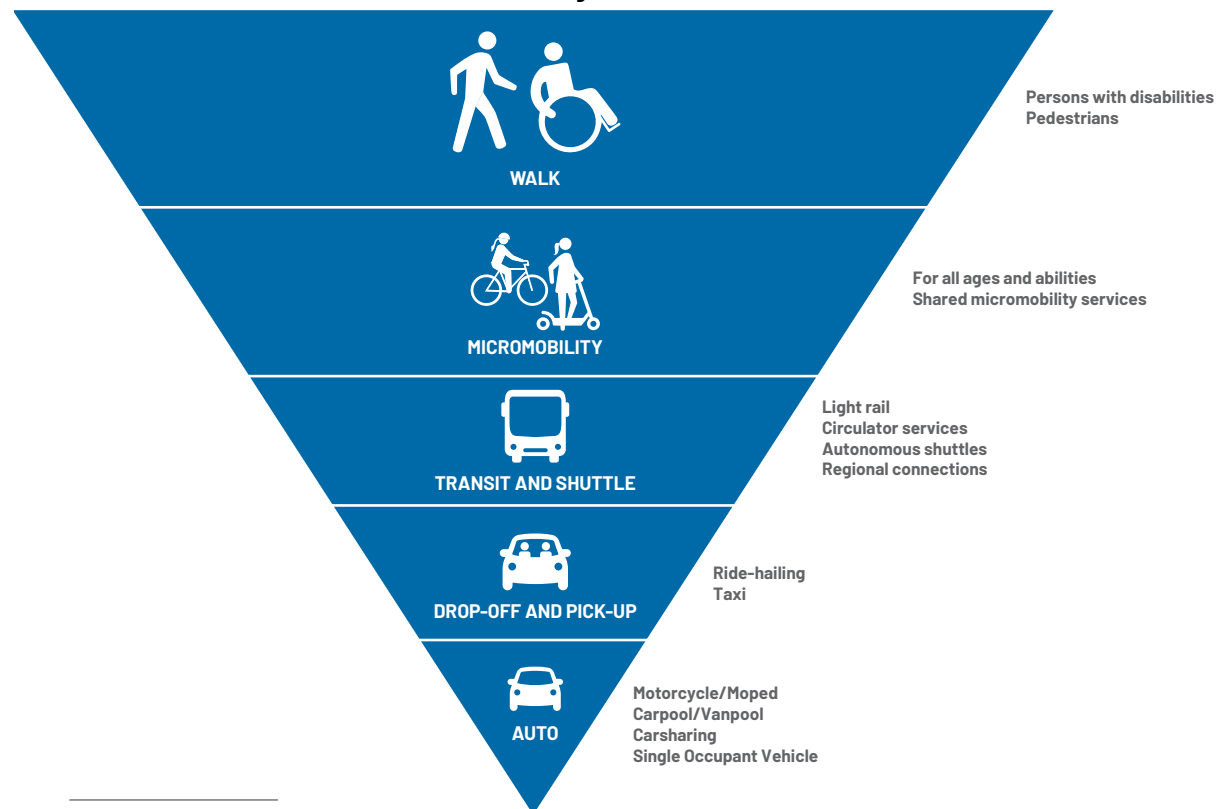 Persons with disabilities
Pedestrians
WALK
For all ages and abilities
Shared micromobility services
MICROMOBILITY
Light rail
Circulator services
Autonomous shuttles
Regional connections
TRANSIT AND SHUTTLE
Ride-hailing
Taxi
DROP-OFF AND PICK-UP
Motorcycle/Moped
Carpool/Vanpool
Carsharing
Single Occupant Vehicle
AUTO